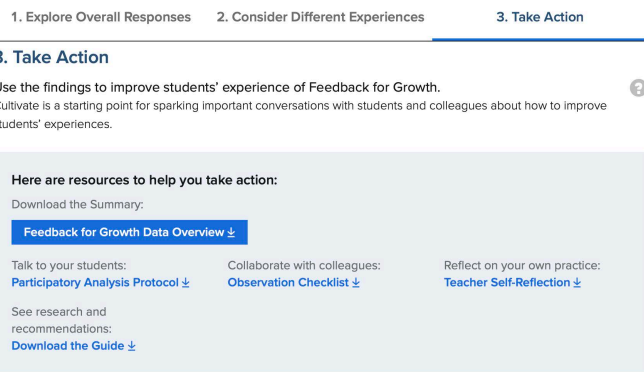 1. Explore Overall Responses 2. Consider Different Experiences 3. Take Action
3. Take Action
Use the findings to improve students' experience of Feedback for Growth.
?
Cultivate is a starting point for sparking important conversations with students and colleagues about how to improve
students' experiences.
Here are resources to help you take action:
Download the Summary:
Feedback for Growth Data Overview
Talk to your students: Collaborate with colleagues: Reflect on your own practice:
Participatory Analysis Protocol Observation Checklist Teacher Self-Reflection
See research and
recommendations:
Download the Guide